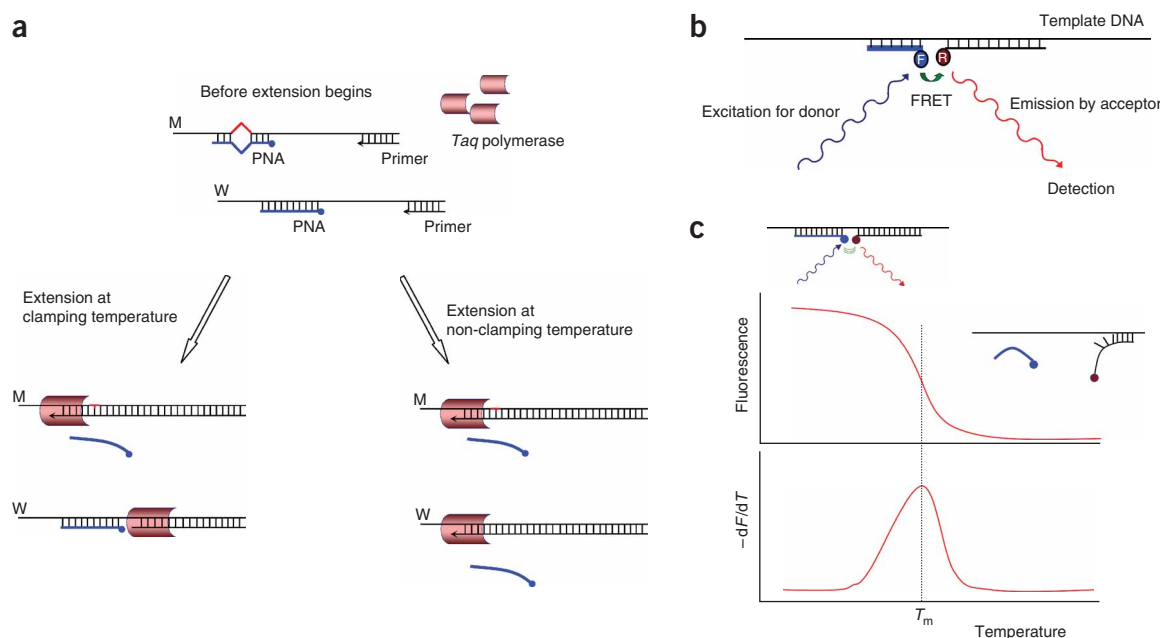 a
Before extension begins
Taq polymerase
M
PNA
Primer
W
PNA
Primer
Extension at
clamping temperature
Extension at
non-clamping temperature
M
W
M
W
b
Template DNA
F
R
FRET
Excitation for donor
Emission by acceptor
Detection
c
Fluorescence
–dF/dT
Tm
Temperature